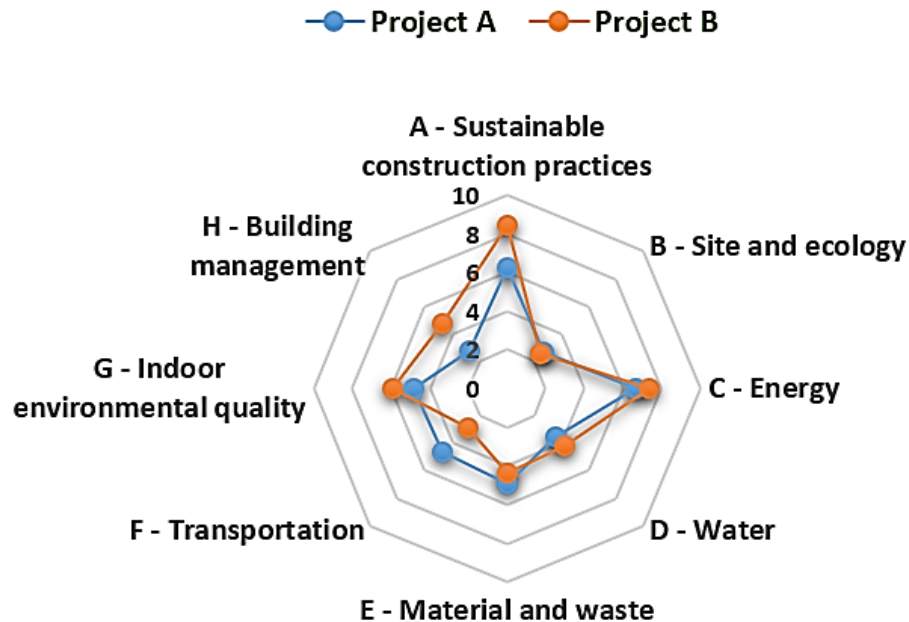 Project A Project B
A - Sustainable
construction practices
10
8
6
4
2
0
B - Site and ecology
C - Energy
D - Water
E - Material and waste
F - Transportation
G - Indoor
environmental quality
H - Building
management